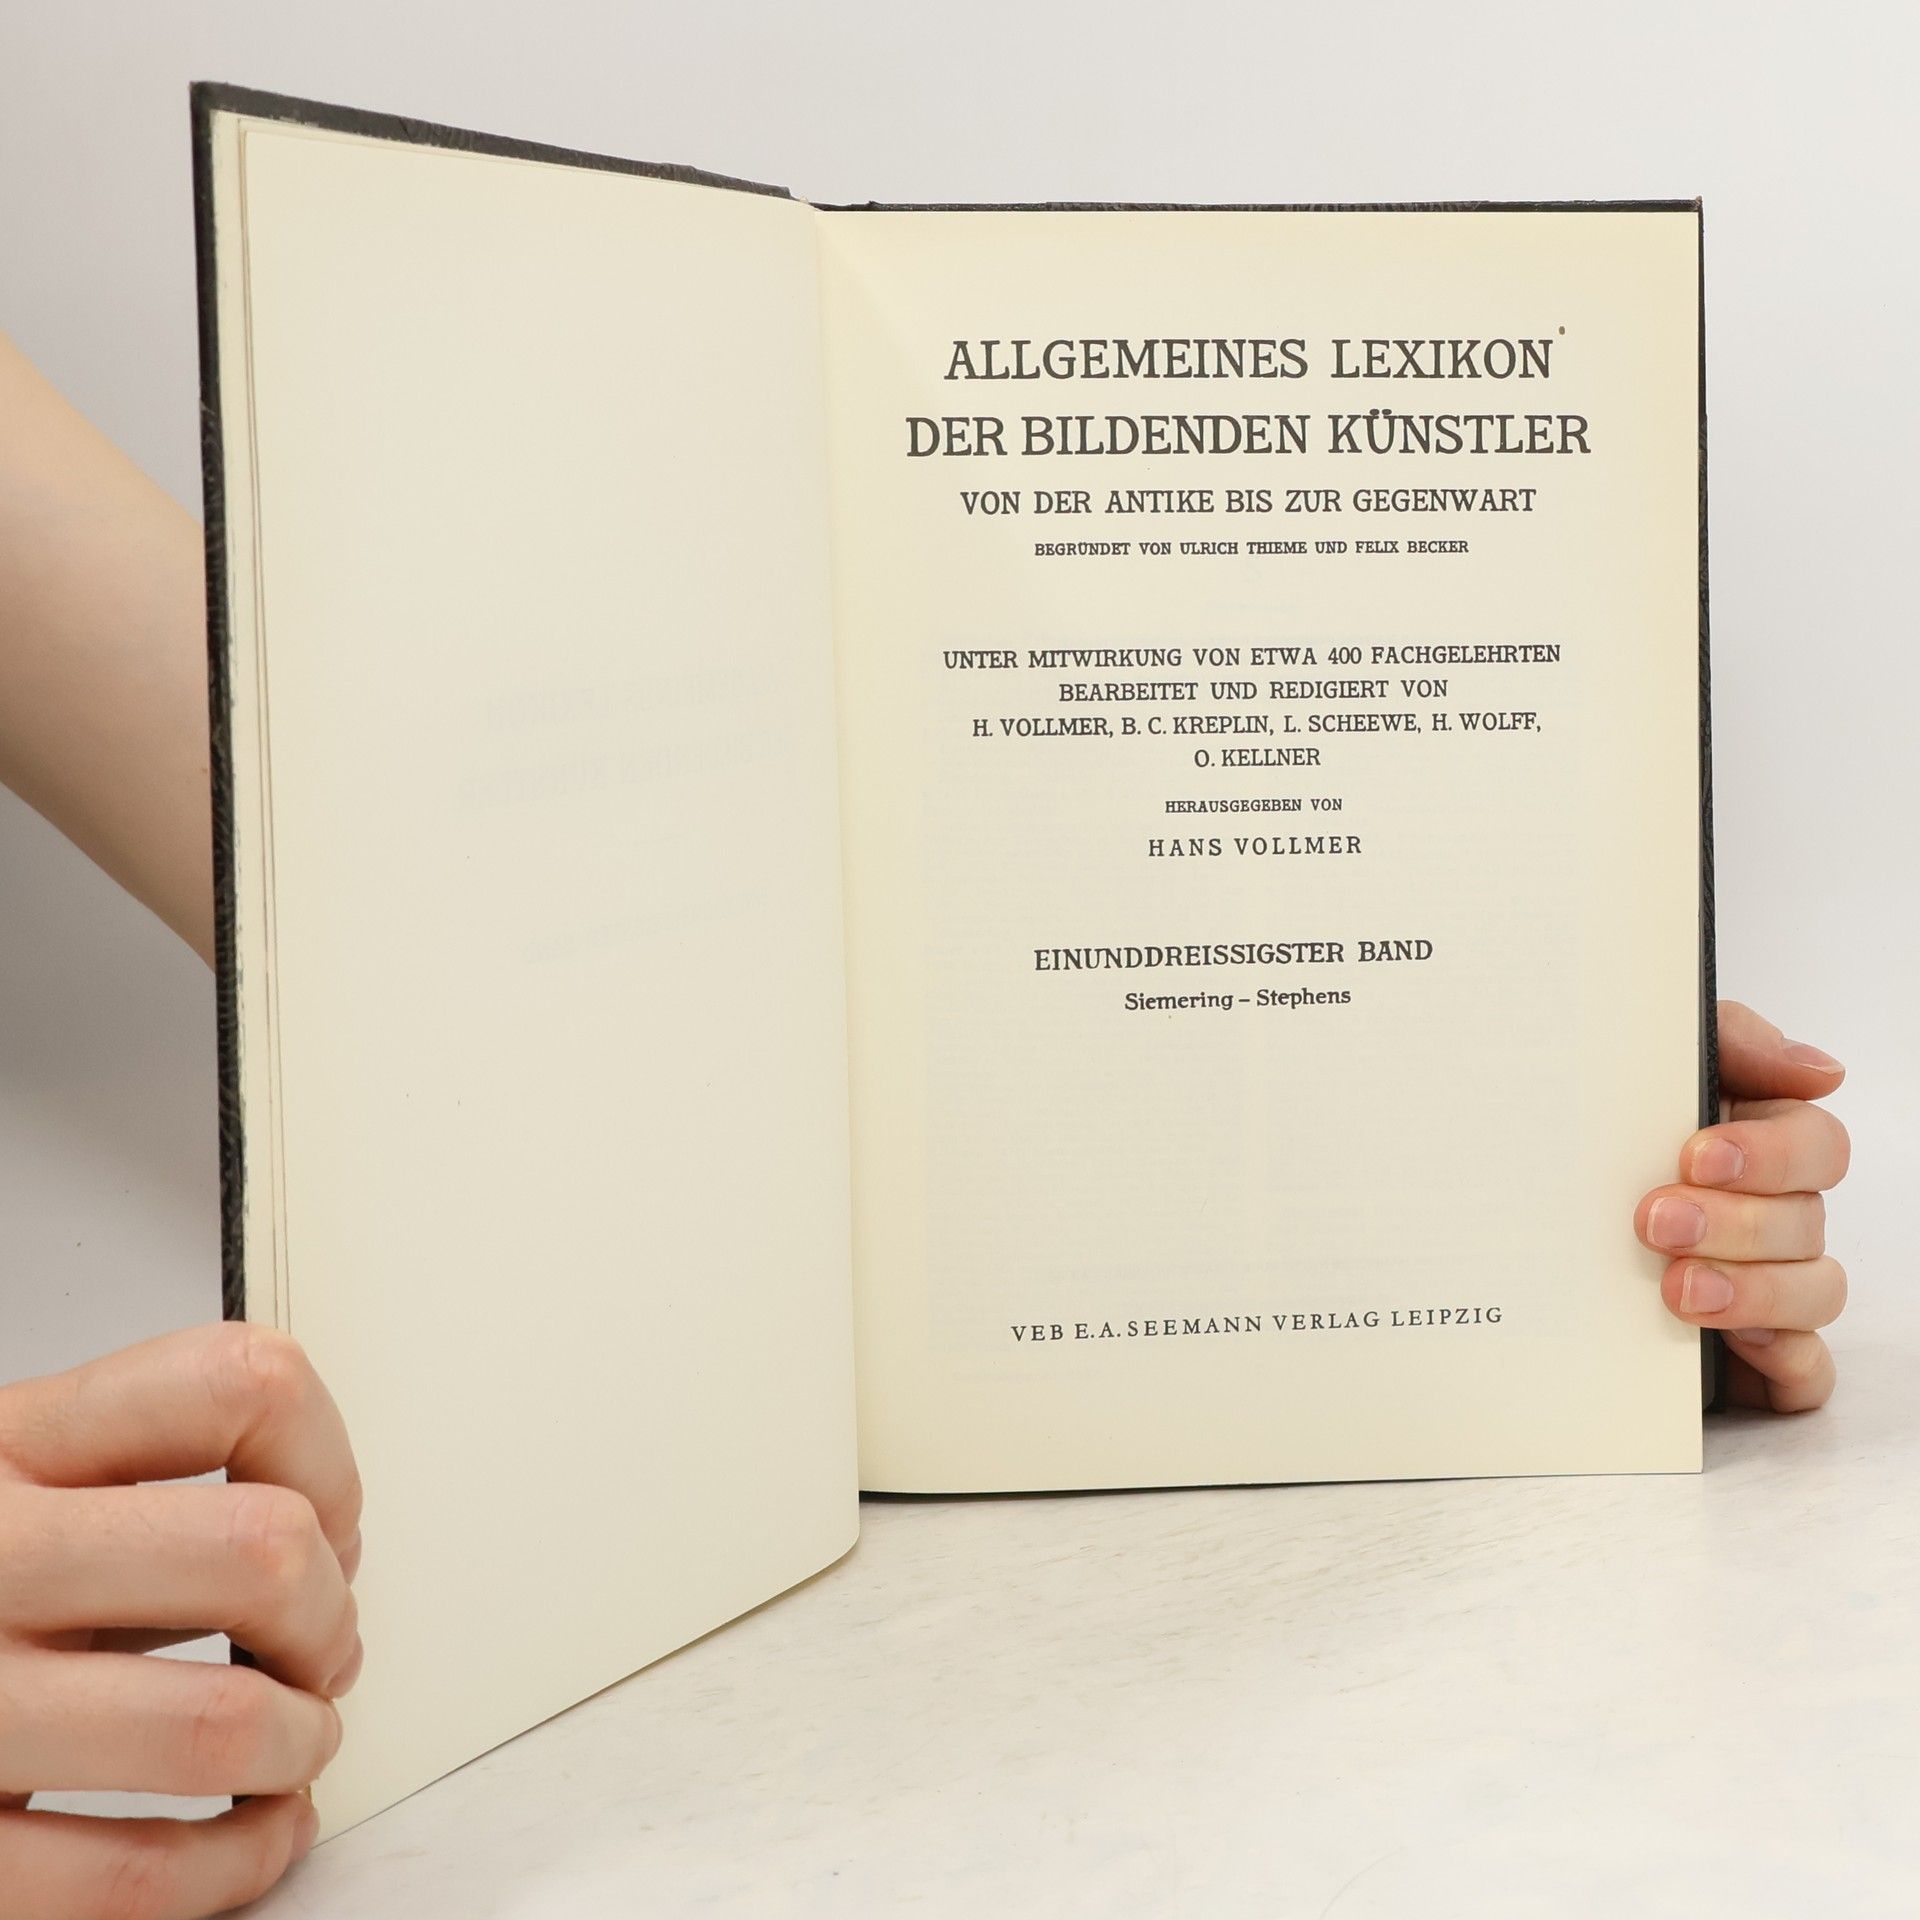 ALLGEMEINES LEXIKON
DER BILDENDEN KÜNSTLER
VON DER ANTIKE BIS ZUR GEGENWART
BEGRÜNDET VON ULRICH THIEME UND FELIX BECKER
UNTER MITWIRKUNG VON ETWA 400 FACHGELEHRTEN
BEARBEITET UND REDIGIERT VON
H. VOLLMER, B. C. KREPLIN, L. SCHEEWE, H. WOLFF,
O. KELLNER
HERAUSGEGEBEN VON
HANS VOLLMER
EINUNDDREISSIGSTER BAND
Siemering – Stephens
VEB E. A. SEEMANN VERLAG LEIPZIG